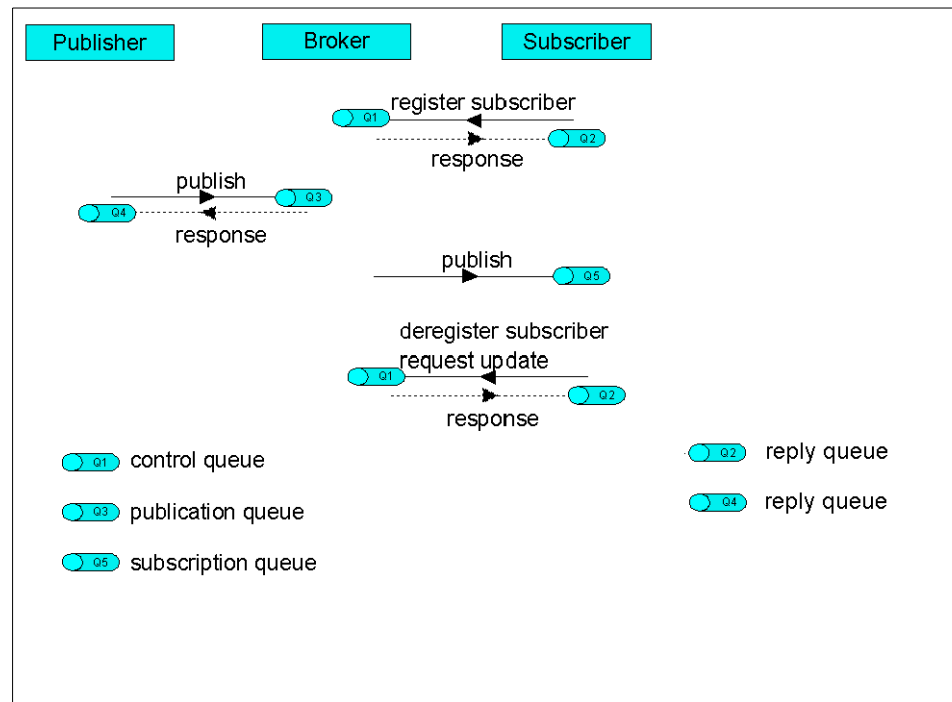 Publisher
Broker
Subscriber
register subscriber
Q1
Q2
response
publish
Q3
Q4
response
publish
Q5
deregister subscriber
request update
Q1
Q2
response
Q1 control queue
Q2 reply queue
Q3 publication queue
Q4 reply queue
Q5 subscription queue